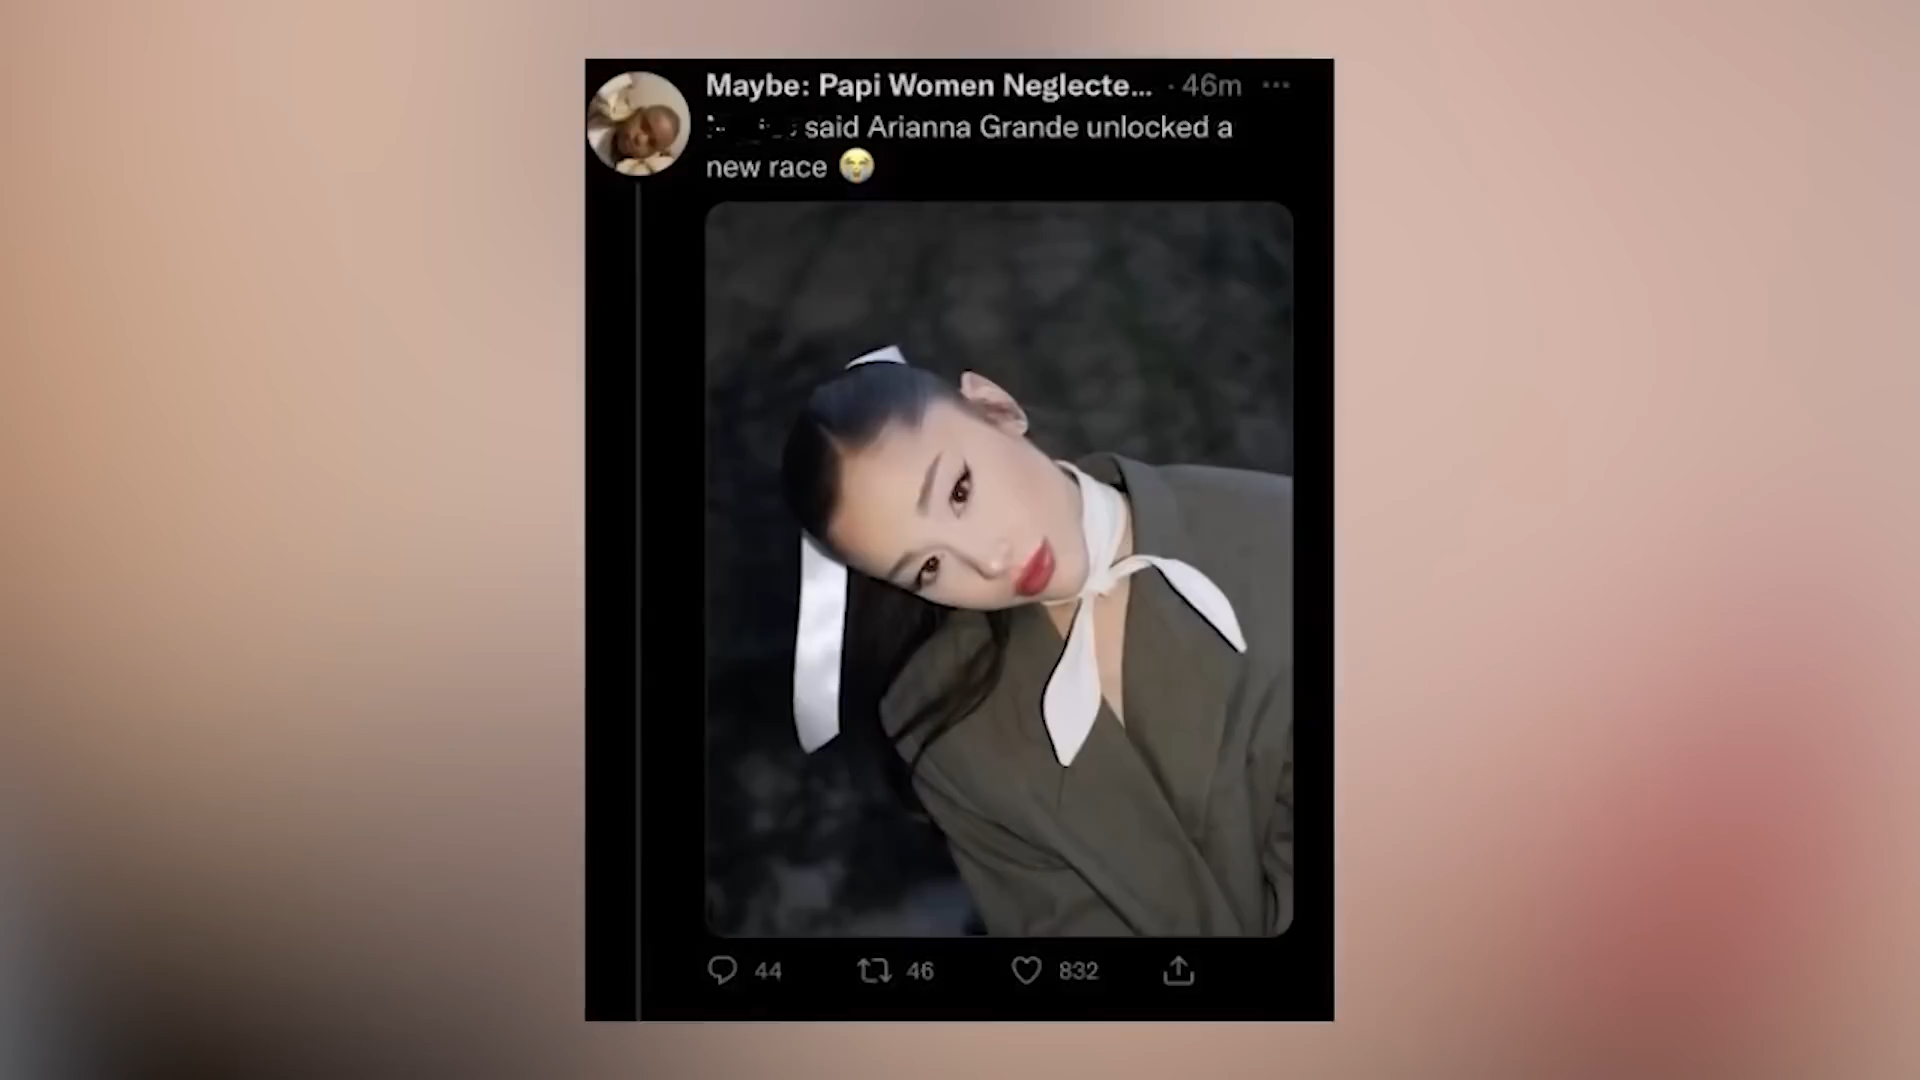 Maybe: Papi Women Neglecte... · 46m ...
said Arianna Grande unlocked a
new race 😭
44 46 832